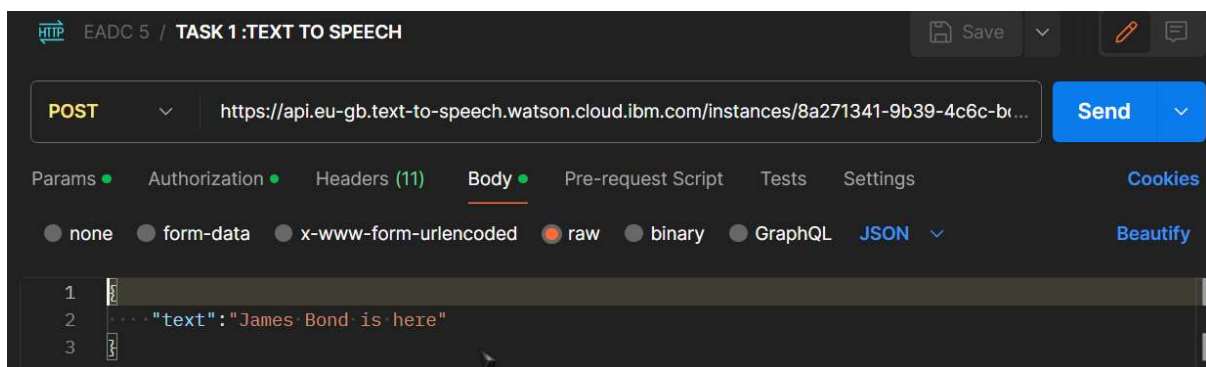 HTTP EADC 5 / TASK 1 :TEXT TO SPEECH Save
POST https://api.eu-gb.text-to-speech.watson.cloud.ibm.com/instances/8a271341-9b39-4c6c-b... Send
Params Authorization Headers (11) Body Pre-request Script Tests Settings Cookies
none form-data x-www-form-urlencoded raw binary GraphQL JSON Beautify
1 {
2 "text":"James Bond is here"
3 }